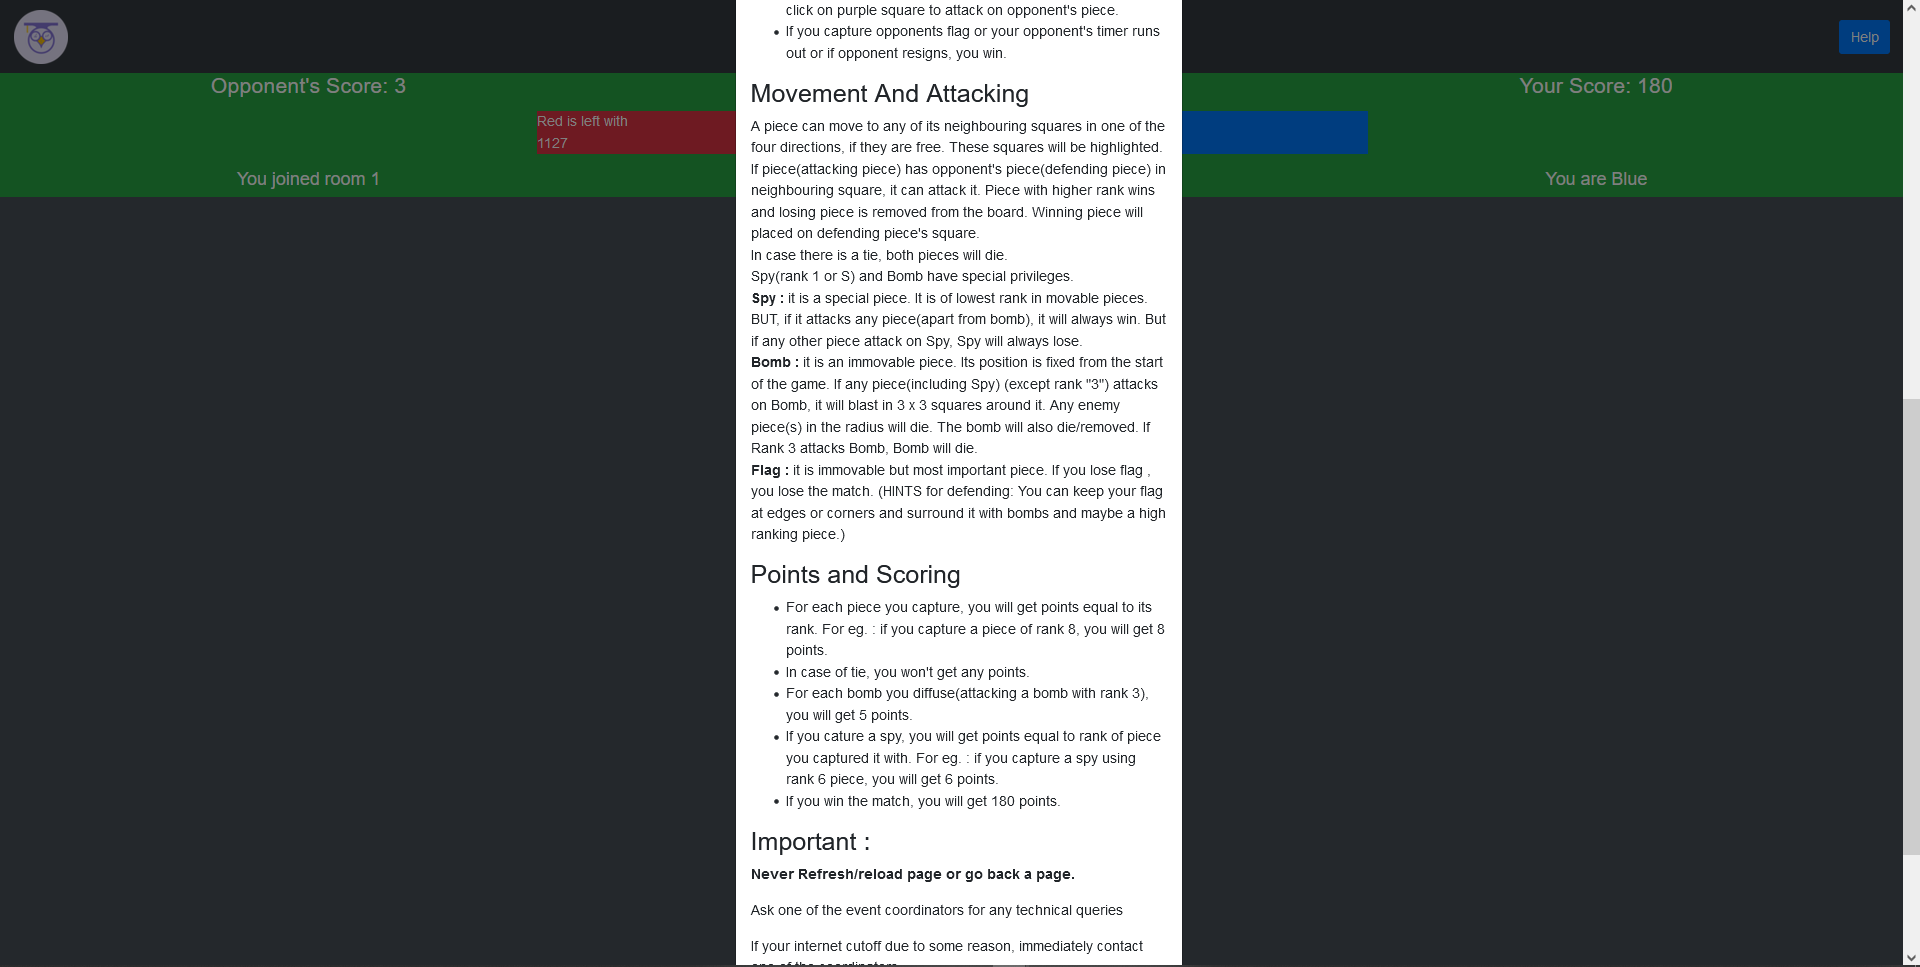 click on purple square to attack on opponent's piece.
If you capture opponents flag or your opponent's timer runs
out or if opponent resigns, you win.
Help
Opponent's Score: 3
Your Score: 180
Red is left with
1127
You joined room 1
You are Blue
Movement And Attacking
A piece can move to any of its neighbouring squares in one of the
four directions, if they are free. These squares will be highlighted.
If piece(attacking piece) has opponent's piece(defending piece) in
neighbouring square, it can attack it. Piece with higher rank wins
and losing piece is removed from the board. Winning piece will
placed on defending piece's square.
In case there is a tie, both pieces will die.
Spy(rank 1 or S) and Bomb have special privileges.
Spy : it is a special piece. It is of lowest rank in movable pieces.
BUT, if it attacks any piece(apart from bomb), it will always win. But
if any other piece attack on Spy, Spy will always lose.
Bomb : it is an immovable piece. Its position is fixed from the start
of the game. If any piece(including Spy) (except rank "3") attacks
on Bomb, it will blast in 3 x 3 squares around it. Any enemy
piece(s) in the radius will die. The bomb will also die/removed. If
Rank 3 attacks Bomb, Bomb will die.
Flag : it is immovable but most important piece. If you lose flag ,
you lose the match. (HINTS for defending: You can keep your flag
at edges or corners and surround it with bombs and maybe a high
ranking piece.)
Points and Scoring
For each piece you capture, you will get points equal to its
rank. For eg. : if you capture a piece of rank 8, you will get 8
points.
In case of tie, you won't get any points.
For each bomb you diffuse(attacking a bomb with rank 3),
you will get 5 points.
If you cature a spy, you will get points equal to rank of piece
you captured it with. For eg. : if you capture a spy using
rank 6 piece, you will get 6 points.
If you win the match, you will get 180 points.
Important :
Never Refresh/reload page or go back a page.
Ask one of the event coordinators for any technical queries
If your internet cutoff due to some reason, immediately contact
one of the coordinators